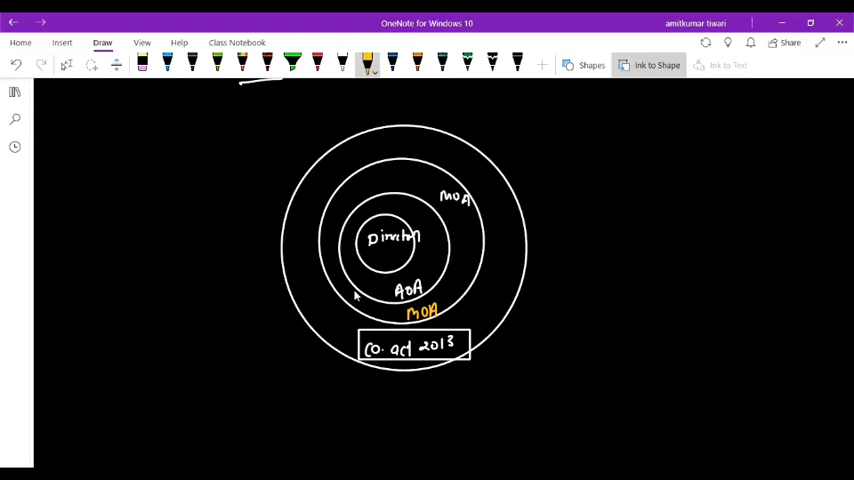 OneNote for Windows 10
amitkumar tiwari
Home Insert Draw View Help Class Notebook
Share
Shapes
Ink to Shape
Ink to Text
MOA
Director
AOA
MOA
Co. act 2013